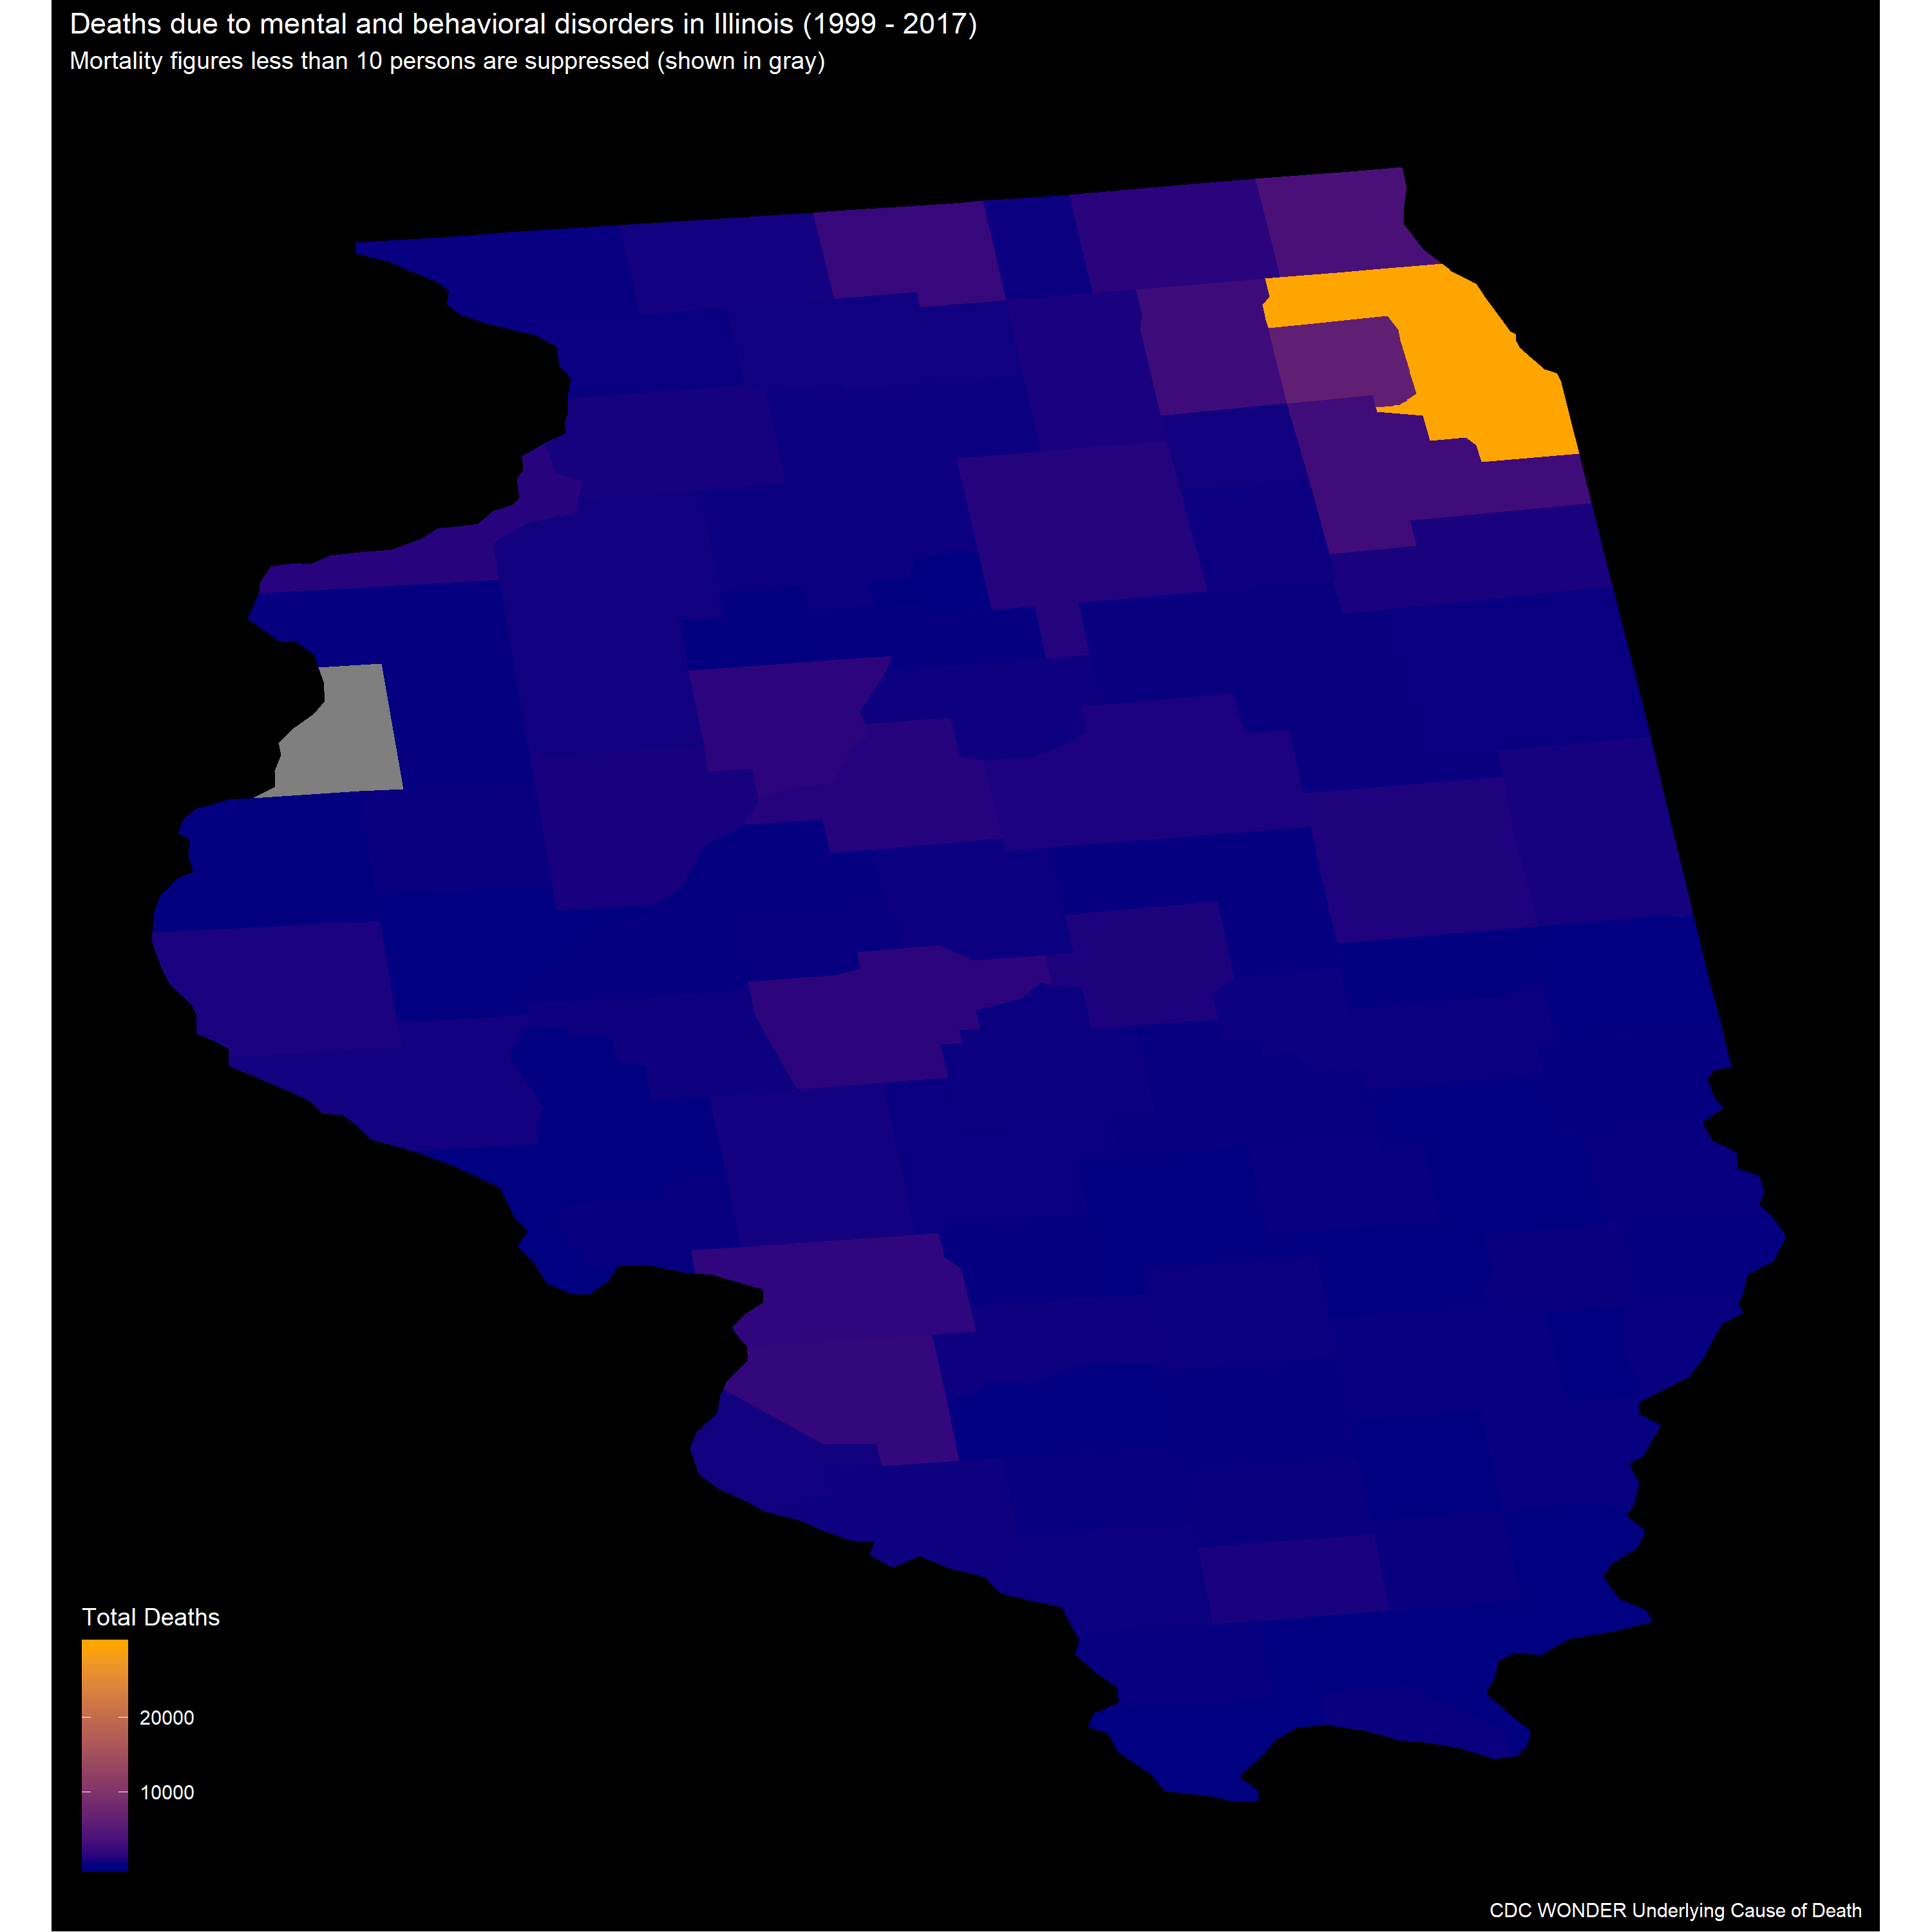 Deaths due to mental and behavioral disorders in Illinois (1999 - 2017)
Mortality figures less than 10 persons are suppressed (shown in gray)
Total Deaths
20000
10000
CDC WONDER Underlying Cause of Death